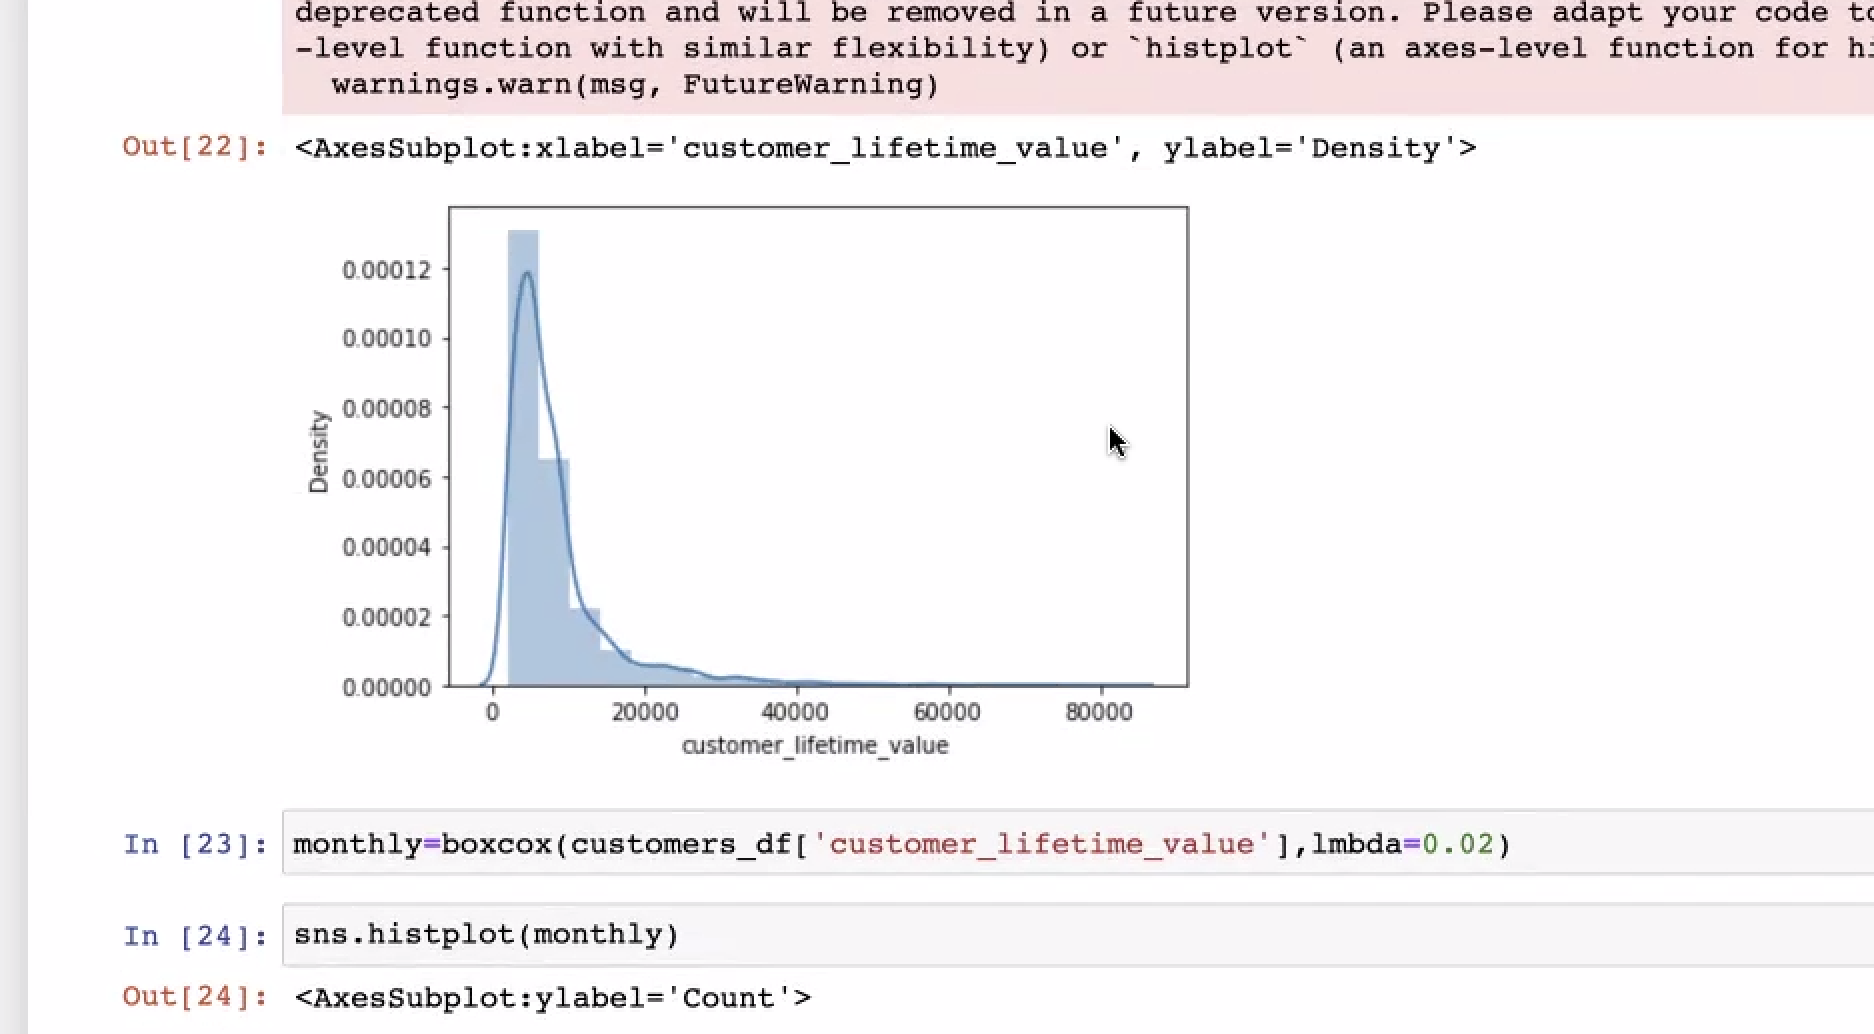 deprecated function and will be removed in a future version. Please adapt your code
-level function with similar flexibility) or `histplot` (an axes-level function for
warnings.warn(msg, FutureWarning)
Out[22]: <AxesSubplot:xlabel='customer_lifetime_value', ylabel='Density'>
0.00012
0.00010
0.00008
0.00006
0.00004
0.00002
0.00000
Density
0 20000 40000 60000 80000
customer_lifetime_value
In [23]: monthly=boxcox(customers_df['customer_lifetime_value'],lmbda=0.02)
In [24]: sns.histplot(monthly)
Out[24]: <AxesSubplot:ylabel='Count'>